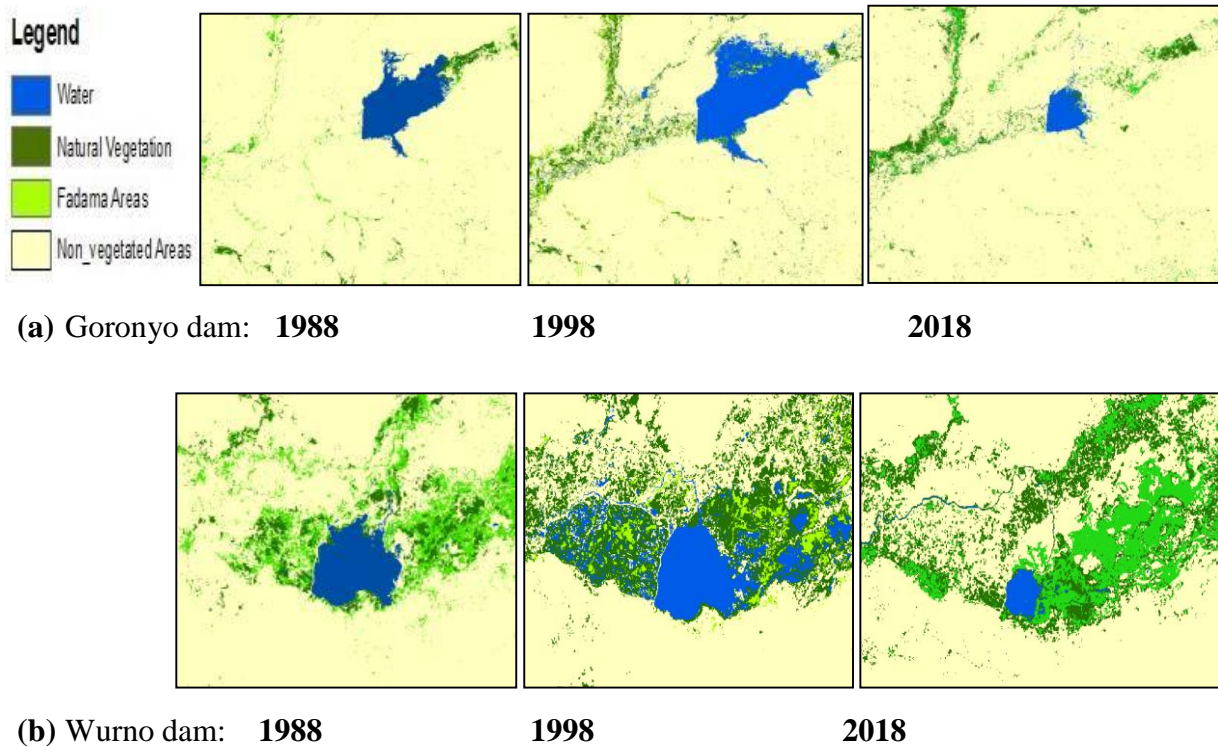 Legend
Water
Natural Vegetation
Fadama Areas
Non_vegetated Areas
(a) Goronyo dam: 1988 1998 2018
(b) Wurno dam: 1988 1998 2018